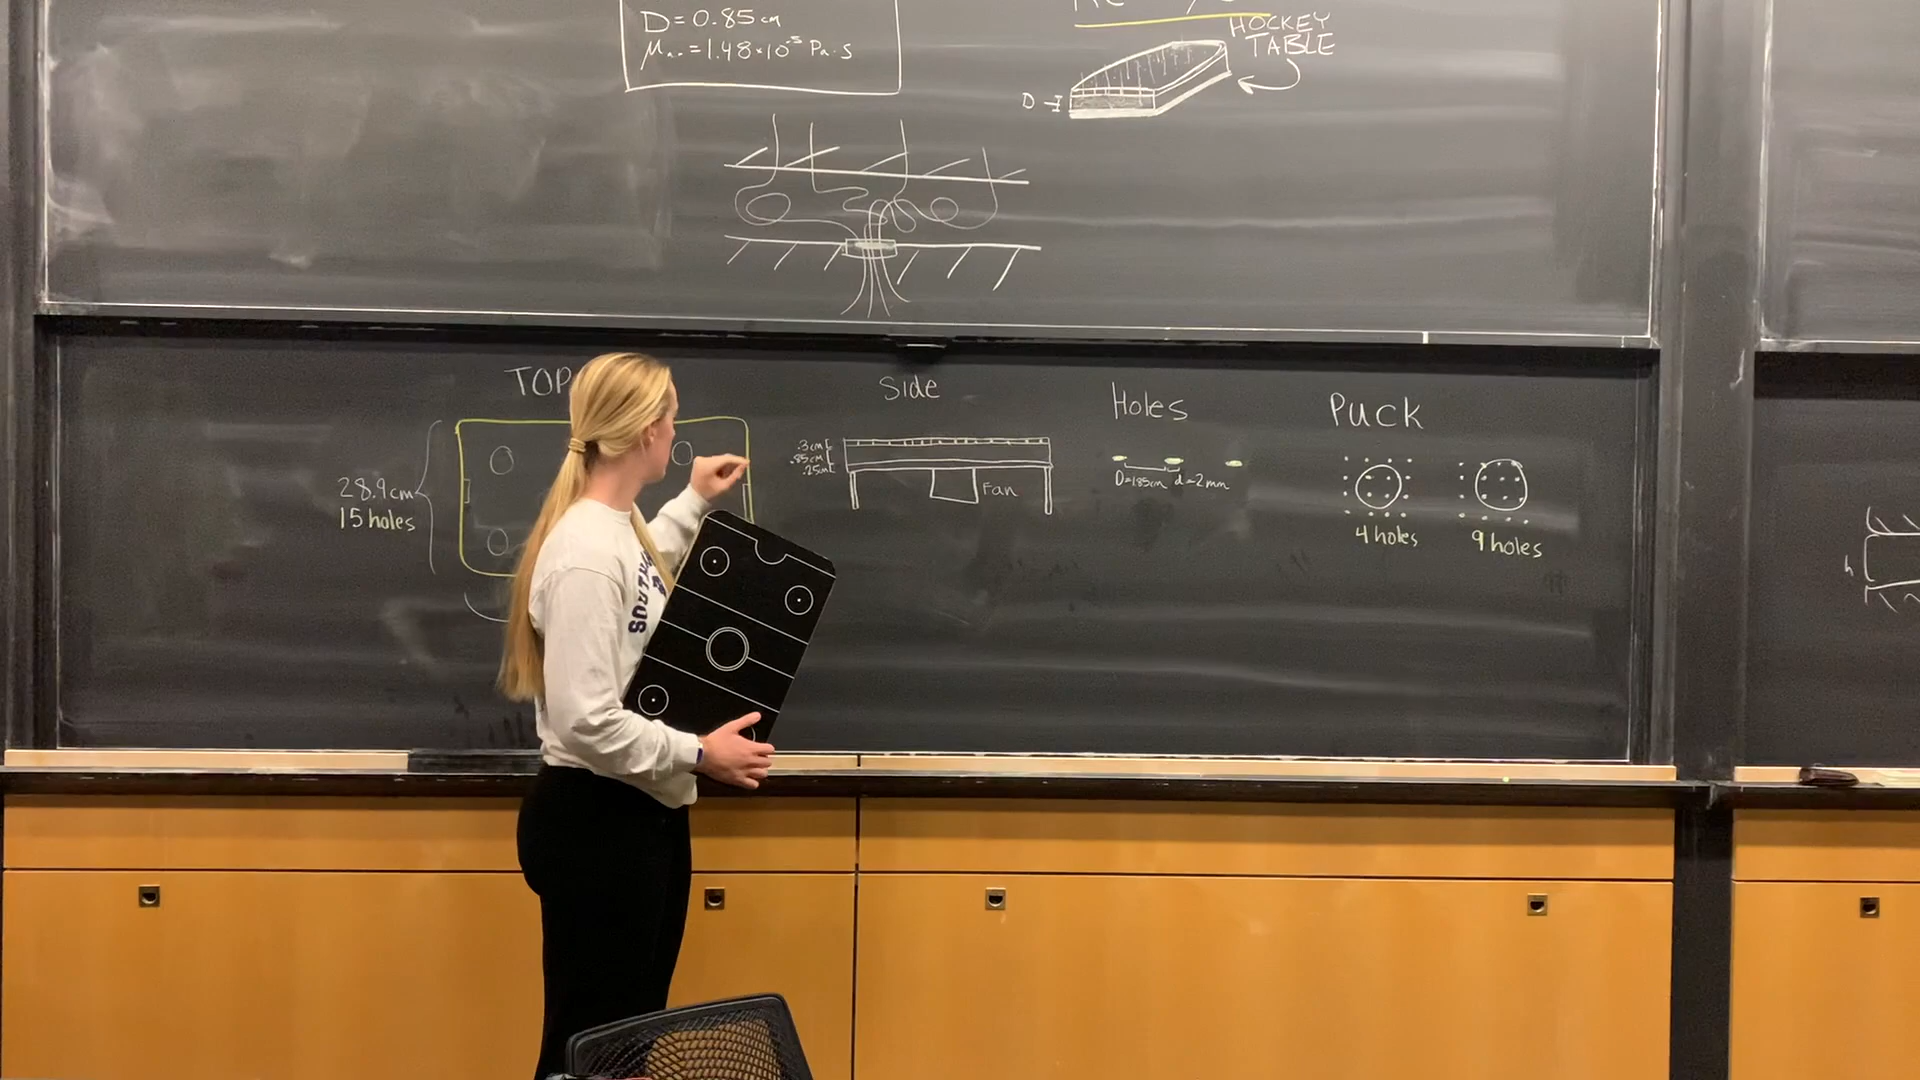 D = 0.85 cm
= 1.48 × 10⁻⁵ Pa·s
HOCKEY
TABLE
D
TOP
Side
Holes
Puck
28.9cm
15 holes
.3cm
.85cm
.25cm
Fan
D=1.85cm d=2mm
4 holes
9 holes
h